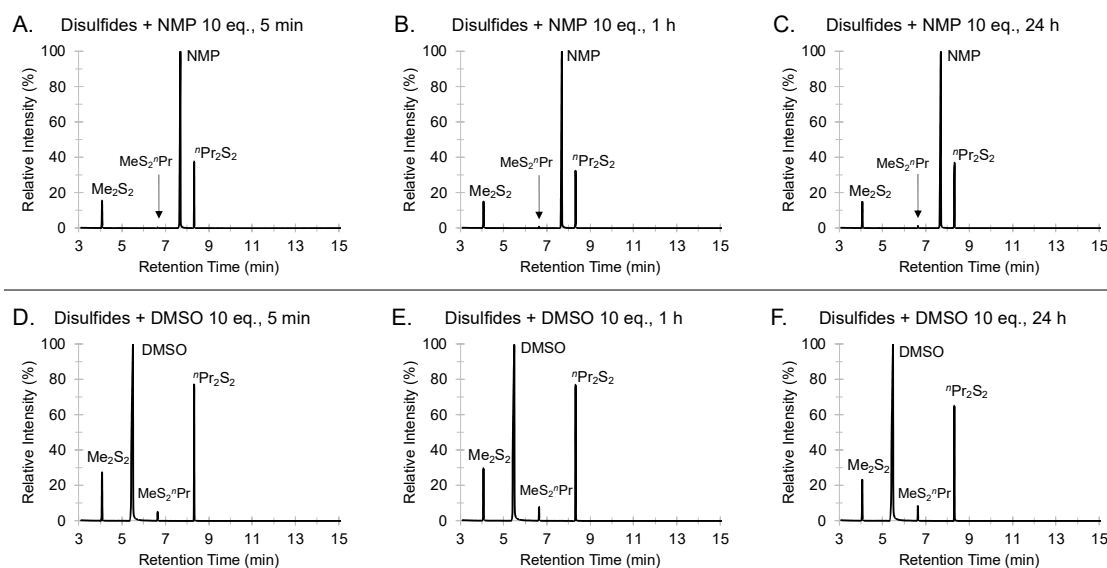 A. Disulfides + NMP 10 eq., 5 min
Relative Intensity (%)
100
80
60
40
20
0
NMP
MeS₂ⁿPr
ⁿPr₂S₂
Me₂S₂
3 5 7 9 11 13 15
Retention Time (min)
B. Disulfides + NMP 10 eq., 1 h
Relative Intensity (%)
100
80
60
40
20
0
NMP
MeS₂ⁿPr
ⁿPr₂S₂
Me₂S₂
3 5 7 9 11 13 15
Retention Time (min)
C. Disulfides + NMP 10 eq., 24 h
Relative Intensity (%)
100
80
60
40
20
0
NMP
MeS₂ⁿPr
ⁿPr₂S₂
Me₂S₂
3 5 7 9 11 13 15
Retention Time (min)
D. Disulfides + DMSO 10 eq., 5 min
Relative Intensity (%)
100
80
60
40
20
0
DMSO
ⁿPr₂S₂
Me₂S₂
MeS₂ⁿPr
3 5 7 9 11 13 15
Retention Time (min)
E. Disulfides + DMSO 10 eq., 1 h
Relative Intensity (%)
100
80
60
40
20
0
DMSO
ⁿPr₂S₂
Me₂S₂
MeS₂ⁿPr
3 5 7 9 11 13 15
Retention Time (min)
F. Disulfides + DMSO 10 eq., 24 h
Relative Intensity (%)
100
80
60
40
20
0
DMSO
ⁿPr₂S₂
Me₂S₂
MeS₂ⁿPr
3 5 7 9 11 13 15
Retention Time (min)